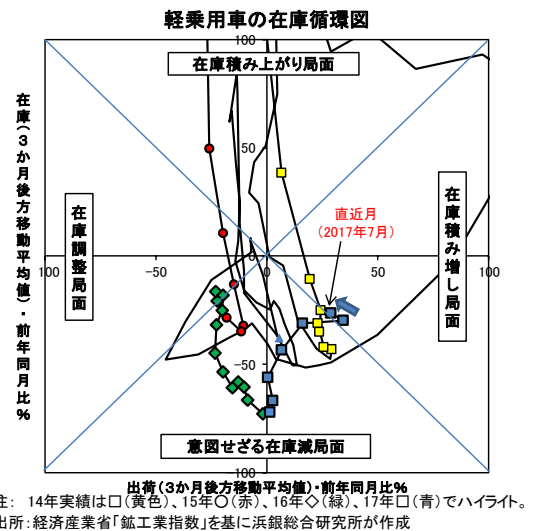 軽乗用車の在庫循環図
100
在庫積み上がり局面
在庫(3か月後方移動平均値)・前年同月比%
50
在庫調整局面
在庫積み増し局面
直近月
(2017年7月)
100
−50
0
50
100
−50
意図せざる在庫減局面
−100
出荷(3か月後方移動平均値)・前年同月比%
注: 14年実績は□(黄色)、15年○(赤)、16年◇(緑)、17年□(青)でハイライト。
出所:経済産業省「鉱工業指数」を基に浜銀総合研究所が作成